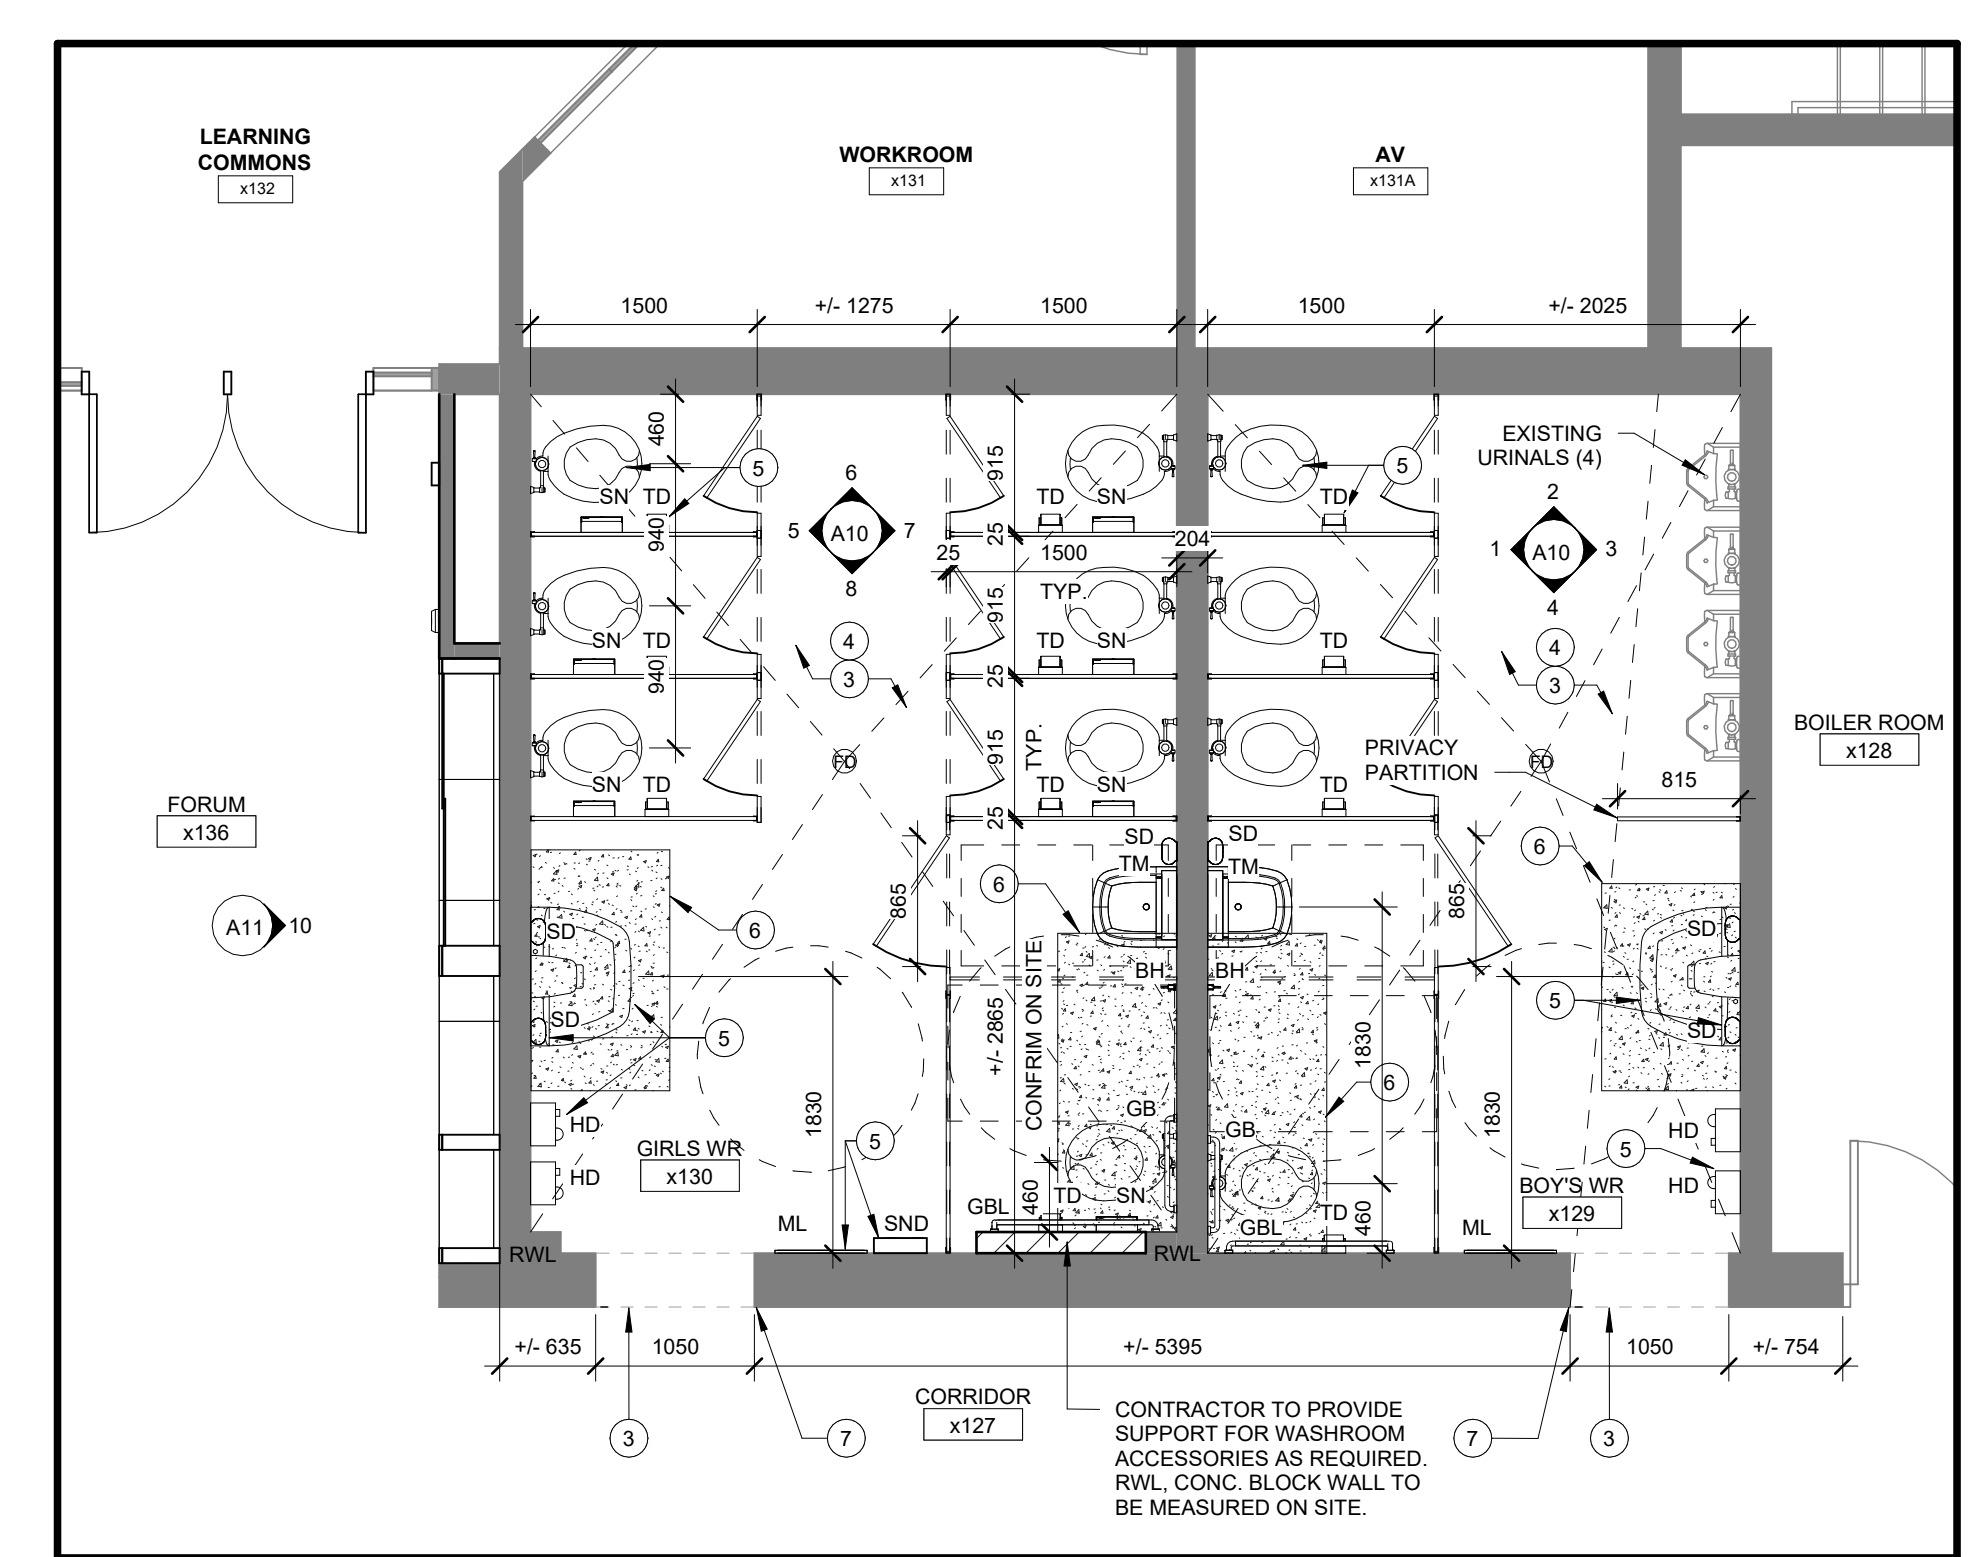 LEARNING
COMMONS
x132
WORKROOM
x131
AV
x131A
1500
+/- 1275
1500
1500
+/- 2025
460
5
SN TD
940
6
5 A10 7
8
915
TD SN
25
204
25
1500
TYP.
5
TD
EXISTING
URINALS (4)
2
1 A10 3
4
SN TD
940
4
3
915
TD SN
25
TD
4
3
SN TD
FD
915
TYP.
TD SN
25
TD
PRIVACY
PARTITION
FD
815
BOILER ROOM
x128
FORUM
x136
A11 10
6
SD
SD
5
865
6
SD
TM
SD
TM
865
6
SD
SD
5
BH
BH
+/- 2865
CONFRIM ON SITE
1830
6
1830
1830
HD
HD
GIRLS WR
x130
5
ML
SND
GB
GB
460
TD SN
GBL
GBL
TD
460
HD
5
HD
BOY'S WR
x129
ML
RWL
RWL
+/- 635
1050
+/- 5395
1050
+/- 754
CORRIDOR
x127
3
7
CONTRACTOR TO PROVIDE
SUPPORT FOR WASHROOM
ACCESSORIES AS REQUIRED.
RWL, CONC. BLOCK WALL TO
BE MEASURED ON SITE.
7
3